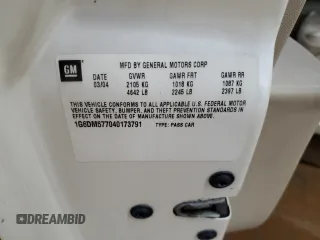 GM
MFD BY GENERAL MOTORS CORP
DATE GVWR GAWR FRT GAWR RR
03/04 2105 KG 1018 KG 1087 KG
4642 LB 2245 LB 2397 LB
THIS VEHICLE CONFORMS TO ALL APPLICABLE U.S. FEDERAL MOTOR
VEHICLE SAFETY, BUMPER, AND THEFT PREVENTION STANDARDS
IN EFFECT ON THE DATE OF MANUFACTURE SHOWN ABOVE.
1G6DM577040173791 TYPE: PASS CAR
DREAMBID